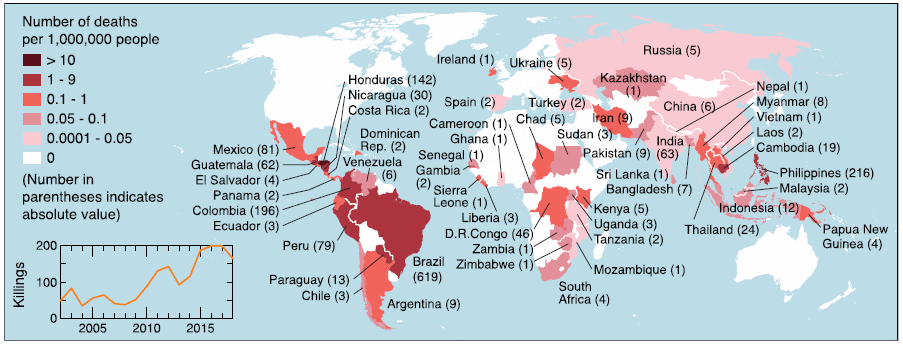 Number of deaths
per 1,000,000 people
> 10
1 - 9
0.1 - 1
0.05 - 0.1
0.0001 - 0.05
0
(Number in
parentheses indicates
absolute value)
Killings
200
100
0
2005
2010
2015
Honduras (142)
Nicaragua (30)
Costa Rica (2)
Mexico (81)
Guatemala (62)
El Salvador (4)
Panama (2)
Colombia (196)
Ecuador (3)
Peru (79)
Paraguay (13)
Chile (3)
Argentina (9)
Brazil
(619)
Dominican
Rep. (2)
Venezuela
(6)
Ireland (1)
Ukraine (5)
Russia (5)
Kazakhstan
(1)
Spain (2)
Turkey (2)
Iran (9)
China (6)
Nepal (1)
Myanmar (8)
Vietnam (1)
Laos (2)
Cambodia (19)
Cameroon (1)
Chad (5)
Ghana (1)
Sudan (3)
Pakistan (9)
India
(63)
Senegal (1)
Gambia
(2)
Sri Lanka (1)
Bangladesh (7)
Philippines (216)
Malaysia (2)
Sierra
Leone (1)
Liberia (3)
Kenya (5)
Uganda (3)
Indonesia (12)
D.R.Congo (46)
Tanzania (2)
Thailand (24)
Papua New
Guinea (4)
Zambia (1)
Zimbabwe (1)
Mozambique (1)
South
Africa (4)